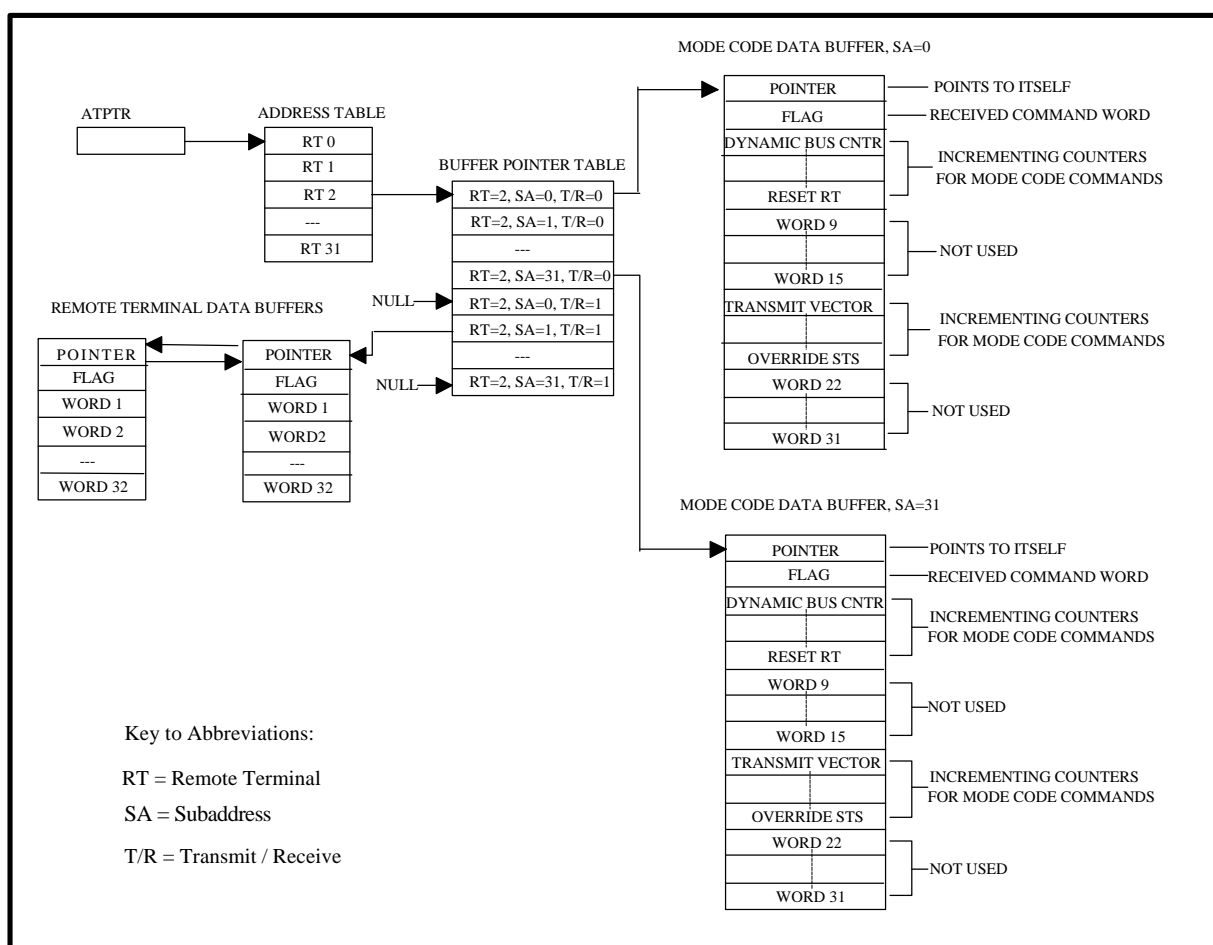 ATPTR
ADDRESS TABLE
RT 0
RT 1
RT 2
---
RT 31
BUFFER POINTER TABLE
RT=2, SA=0, T/R=0
RT=2, SA=1, T/R=0
---
RT=2, SA=31, T/R=0
RT=2, SA=0, T/R=1
RT=2, SA=1, T/R=1
---
RT=2, SA=31, T/R=1
NULL
NULL
REMOTE TERMINAL DATA BUFFERS
POINTER
FLAG
WORD 1
WORD 2
---
WORD 32
POINTER
FLAG
WORD 1
WORD2
---
WORD 32
MODE CODE DATA BUFFER, SA=0
POINTER
FLAG
DYNAMIC BUS CNTR
RESET RT
WORD 9
WORD 15
TRANSMIT VECTOR
OVERRIDE STS
WORD 22
WORD 31
POINTS TO ITSELF
RECEIVED COMMAND WORD
INCREMENTING COUNTERS
FOR MODE CODE COMMANDS
NOT USED
INCREMENTING COUNTERS
FOR MODE CODE COMMANDS
NOT USED
MODE CODE DATA BUFFER, SA=31
POINTER
FLAG
DYNAMIC BUS CNTR
RESET RT
WORD 9
WORD 15
TRANSMIT VECTOR
OVERRIDE STS
WORD 22
WORD 31
POINTS TO ITSELF
RECEIVED COMMAND WORD
INCREMENTING COUNTERS
FOR MODE CODE COMMANDS
NOT USED
INCREMENTING COUNTERS
FOR MODE CODE COMMANDS
NOT USED
Key to Abbreviations:
RT = Remote Terminal
SA = Subaddress
T/R = Transmit / Receive